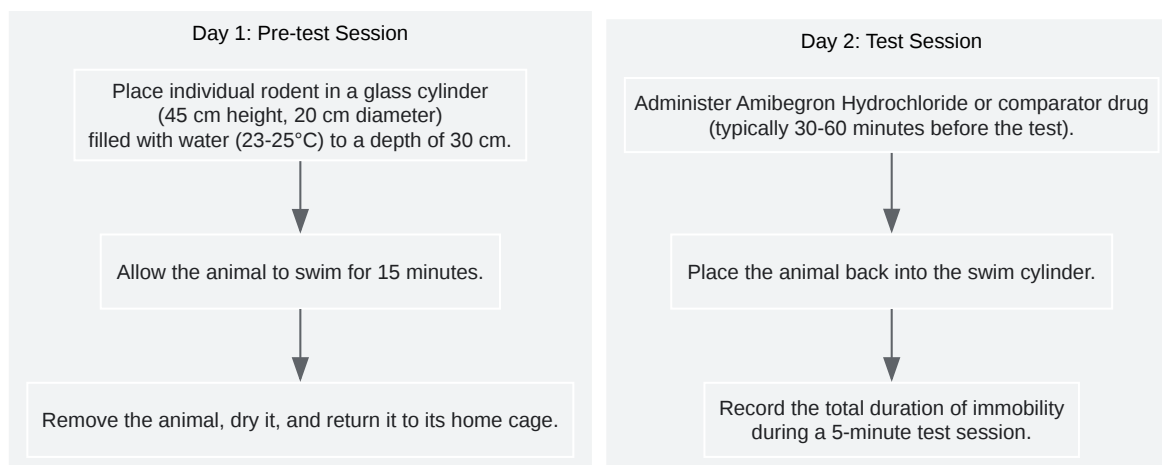 Day 1: Pre-test Session
Place individual rodent in a glass cylinder
(45 cm height, 20 cm diameter)
filled with water (23-25°C) to a depth of 30 cm.
Allow the animal to swim for 15 minutes.
Remove the animal, dry it, and return it to its home cage.
Day 2: Test Session
Administer Amibegron Hydrochloride or comparator drug
(typically 30-60 minutes before the test).
Place the animal back into the swim cylinder.
Record the total duration of immobility
during a 5-minute test session.